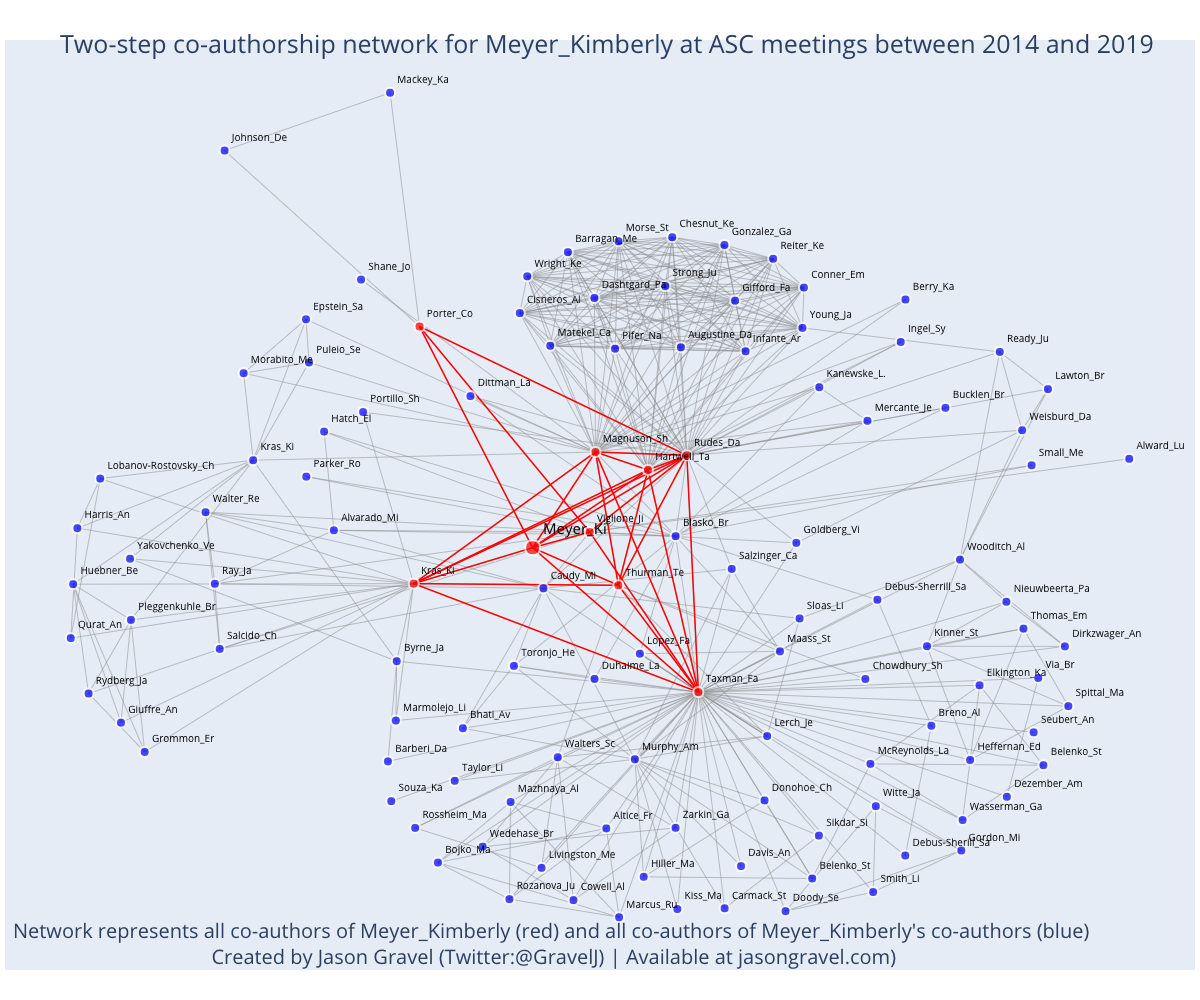 Two-step co-authorship network for Meyer_Kimberly at ASC meetings between 2014 and 2019
Mackey_Ka
Johnson_De
Morse_St
Chesnut_Ke
Barragan_Me
Gonzalez_Ga
Reiter_Ke
Wright_Ke
Shane_Jo
Strong_Ju
Conner_Em
Dashtgard_Pa
Gifford_Fa
Berry_Ka
Cisneros_Al
Epstein_Sa
Porter_Co
Young_Ja
Matekel_Ca
Pifer_Na
Augustine_Da
Infante_Ar
Ingel_Sy
Ready_Ju
Puleio_Se
Morabito_Me
Kanewske_L.
Lawton_Br
Dittman_La
Portillo_Sh
Bucklen_Br
Mercante_Je
Hatch_El
Weisburd_Da
Magnuson_Sh
Rudes_Da
Kras_Ki
Alward_Lu
Hartwell_Ta
Small_Me
Lobanov-Rostovsky_Ch
Parker_Ro
Walter_Re
Harris_An
Alvarado_Mi
Viglione_Ji
Meyer_Ki
Blasko_Br
Goldberg_Vi
Yakovchenko_Ve
Wooditch_Al
Salzinger_Ca
Huebner_Be
Ray_Ja
Kras_Ki
Caudy_Mi
Thurman_Te
Debus-Sherrill_Sa
Nieuwbeerta_Pa
Pleggenkuhle_Br
Sloas_Li
Thomas_Em
Qurat_An
Salcido_Ch
Byrne_Ja
Lopez_Fa
Maass_St
Kinner_St
Dirkzwager_An
Toronjo_He
Duhaime_La
Taxman_Fa
Chowdhury_Sh
Elkington_Ka
Via_Br
Rydberg_Ja
Spittal_Ma
Giuffre_An
Marmolejo_Li
Bhati_Av
Lerch_Je
Breno_Al
Seubert_An
Grommon_Er
Barberi_Da
Walters_Sc
Murphy_Am
McReynolds_La
Heffernan_Ed
Belenko_St
Taylor_Li
Souza_Ka
Mazhnaya_Al
Donohoe_Ch
Witte_Ja
Dezember_Am
Wasserman_Ga
Rossheim_Ma
Altice_Fr
Zarkin_Ga
Sikdar_Si
Wedehase_Br
Debus-Sherill_Sa
Gordon_Mi
Bojko_Ma
Livingston_Me
Hiller_Ma
Davis_An
Belenko_St
Smith_Li
Rozanova_Ju
Cowell_Al
Kiss_Ma
Carmack_St
Doody_Se
Marcus_Ru
Network represents all co-authors of Meyer_Kimberly (red) and all co-authors of Meyer_Kimberly's co-authors (blue)
Created by Jason Gravel (Twitter:@GravelJ) | Available at jasongravel.com)